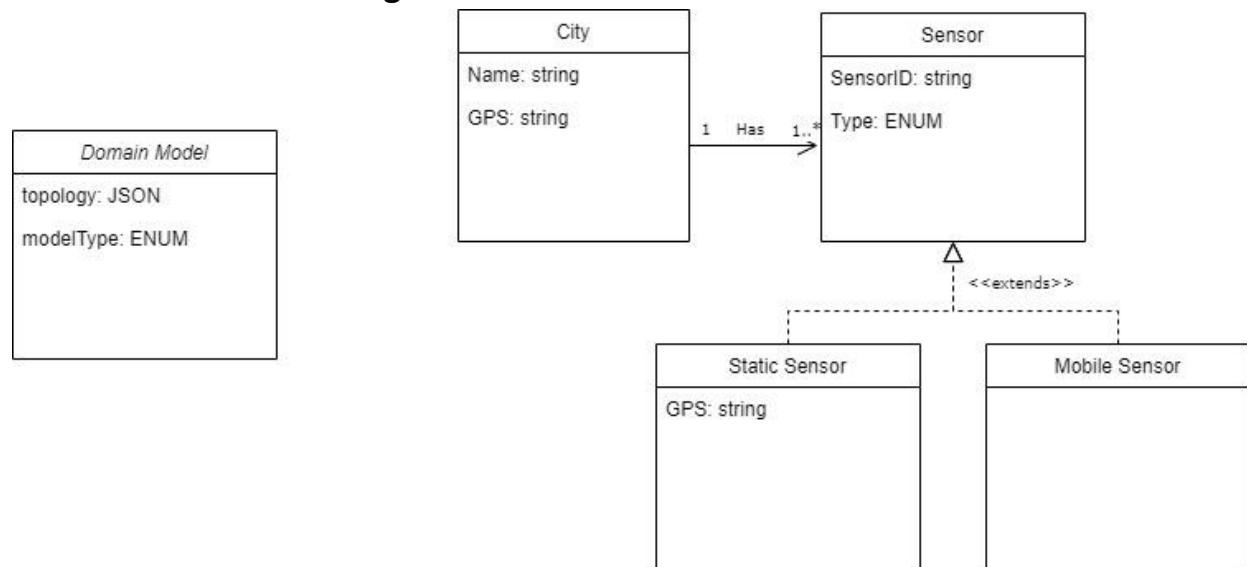 City
Name: string
GPS: string
Sensor
SensorID: string
Type: ENUM
1 Has 1..*
Domain Model
topology: JSON
modelType: ENUM
<<extends>>
Static Sensor
GPS: string
Mobile Sensor